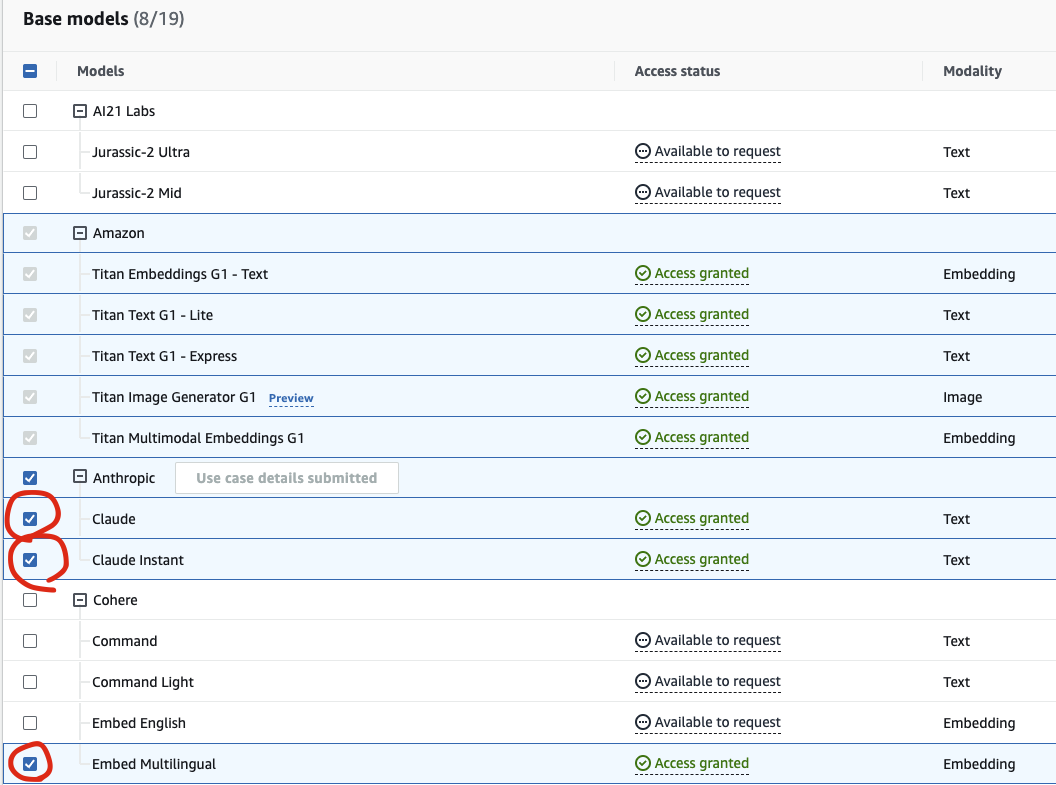 Base models (8/19)
Models Access status Modality
AI21 Labs
Jurassic-2 Ultra Available to request Text
Jurassic-2 Mid Available to request Text
Amazon
Titan Embeddings G1 - Text Access granted Embedding
Titan Text G1 - Lite Access granted Text
Titan Text G1 - Express Access granted Text
Titan Image Generator G1 Preview Access granted Image
Titan Multimodal Embeddings G1 Access granted Embedding
Anthropic Use case details submitted
Claude Access granted Text
Claude Instant Access granted Text
Cohere
Command Available to request Text
Command Light Available to request Text
Embed English Available to request Embedding
Embed Multilingual Access granted Embedding